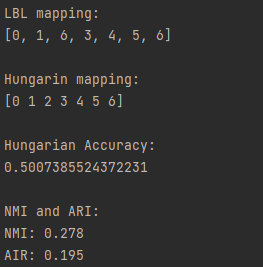 LBL mapping:
[0, 1, 6, 3, 4, 5, 6]
Hungarin mapping:
[0 1 2 3 4 5 6]
Hungarian Accuracy:
0.5007385524372231
NMI and ARI:
NMI: 0.278
AIR: 0.195